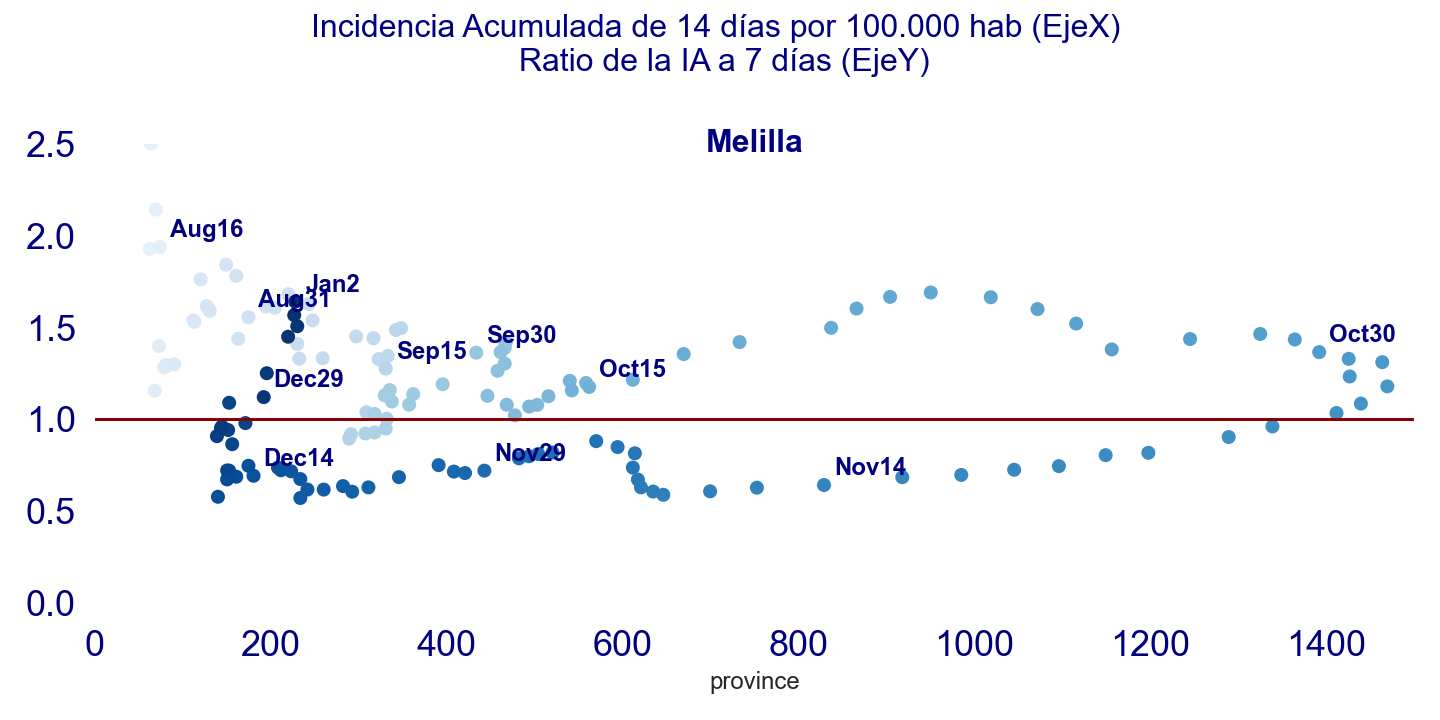 Incidencia Acumulada de 14 días por 100.000 hab (EjeX)
Ratio de la IA a 7 días (EjeY)
Melilla
2.5
2.0
1.5
1.0
0.5
0.0
Aug16
Jan2
Aug31
Sep15
Sep30
Oct15
Oct30
Dec29
Dec14
Nov29
Nov14
0
200
400
600
800
1000
1200
1400
province